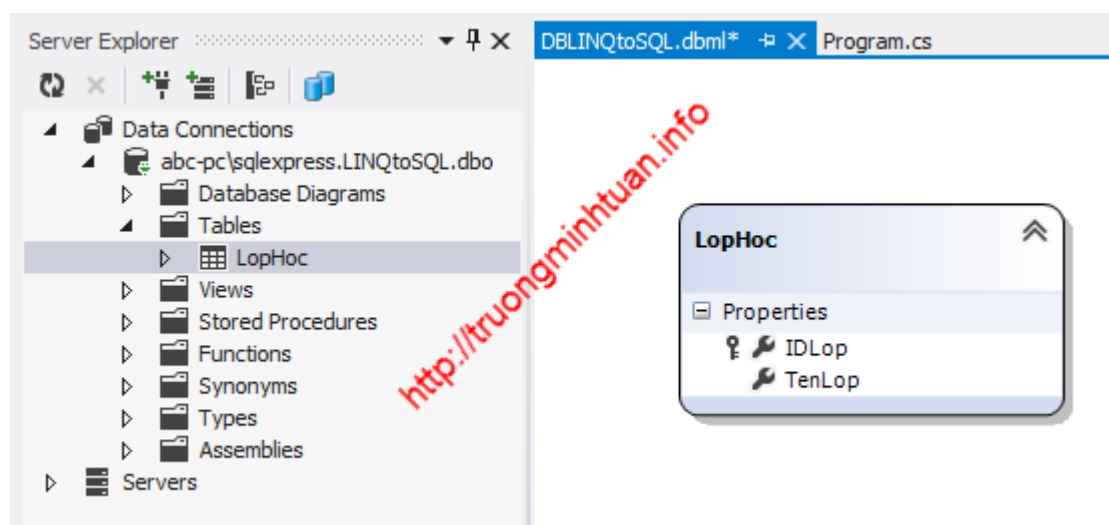 Server Explorer
DBLINQtoSQL.dbml* Program.cs
Data Connections
abc-pc\sqlexpress.LINQtoSQL.dbo
Database Diagrams
Tables
LopHoc
Views
Stored Procedures
Functions
Synonyms
Types
Assemblies
Servers
LopHoc
Properties
IDLop
TenLop
http://truongminhtuan.info